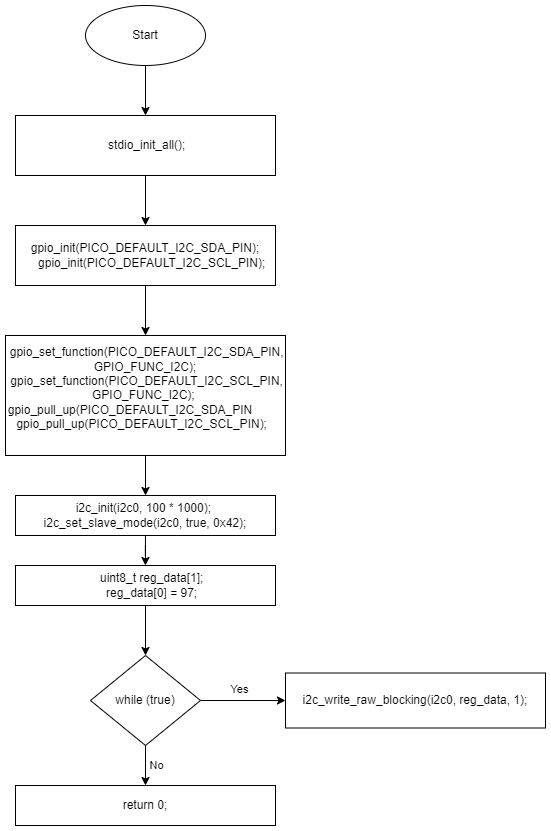 Start
stdio_init_all();
gpio_init(PICO_DEFAULT_I2C_SDA_PIN);
gpio_init(PICO_DEFAULT_I2C_SCL_PIN);
gpio_set_function(PICO_DEFAULT_I2C_SDA_PIN,
GPIO_FUNC_I2C);
gpio_set_function(PICO_DEFAULT_I2C_SCL_PIN,
GPIO_FUNC_I2C);
gpio_pull_up(PICO_DEFAULT_I2C_SDA_PIN
gpio_pull_up(PICO_DEFAULT_I2C_SCL_PIN);
i2c_init(i2c0, 100 * 1000);
i2c_set_slave_mode(i2c0, true, 0x42);
uint8_t reg_data[1];
reg_data[0] = 97;
while (true)
Yes
i2c_write_raw_blocking(i2c0, reg_data, 1);
No
return 0;